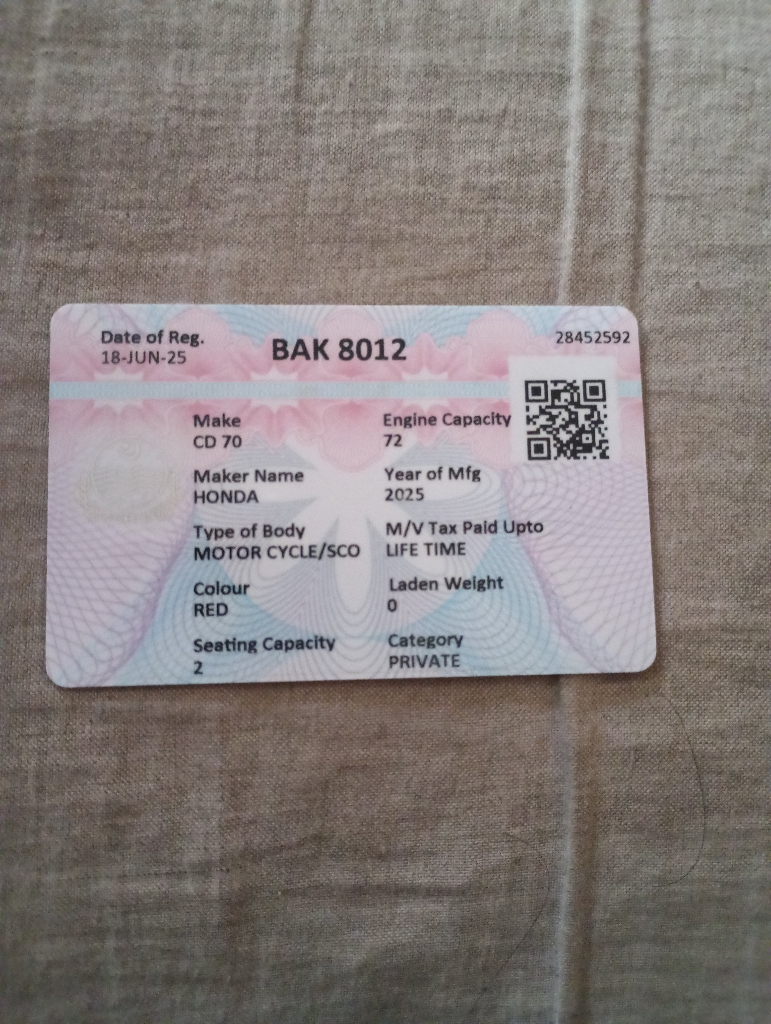 Date of Reg.
18-JUN-25
BAK 8012
28452592
Make
CD 70
Engine Capacity
72
Maker Name
HONDA
Year of Mfg
2025
Type of Body
MOTOR CYCLE/SCO
M/V Tax Paid Upto
LIFE TIME
Colour
RED
Laden Weight
0
Seating Capacity
2
Category
PRIVATE